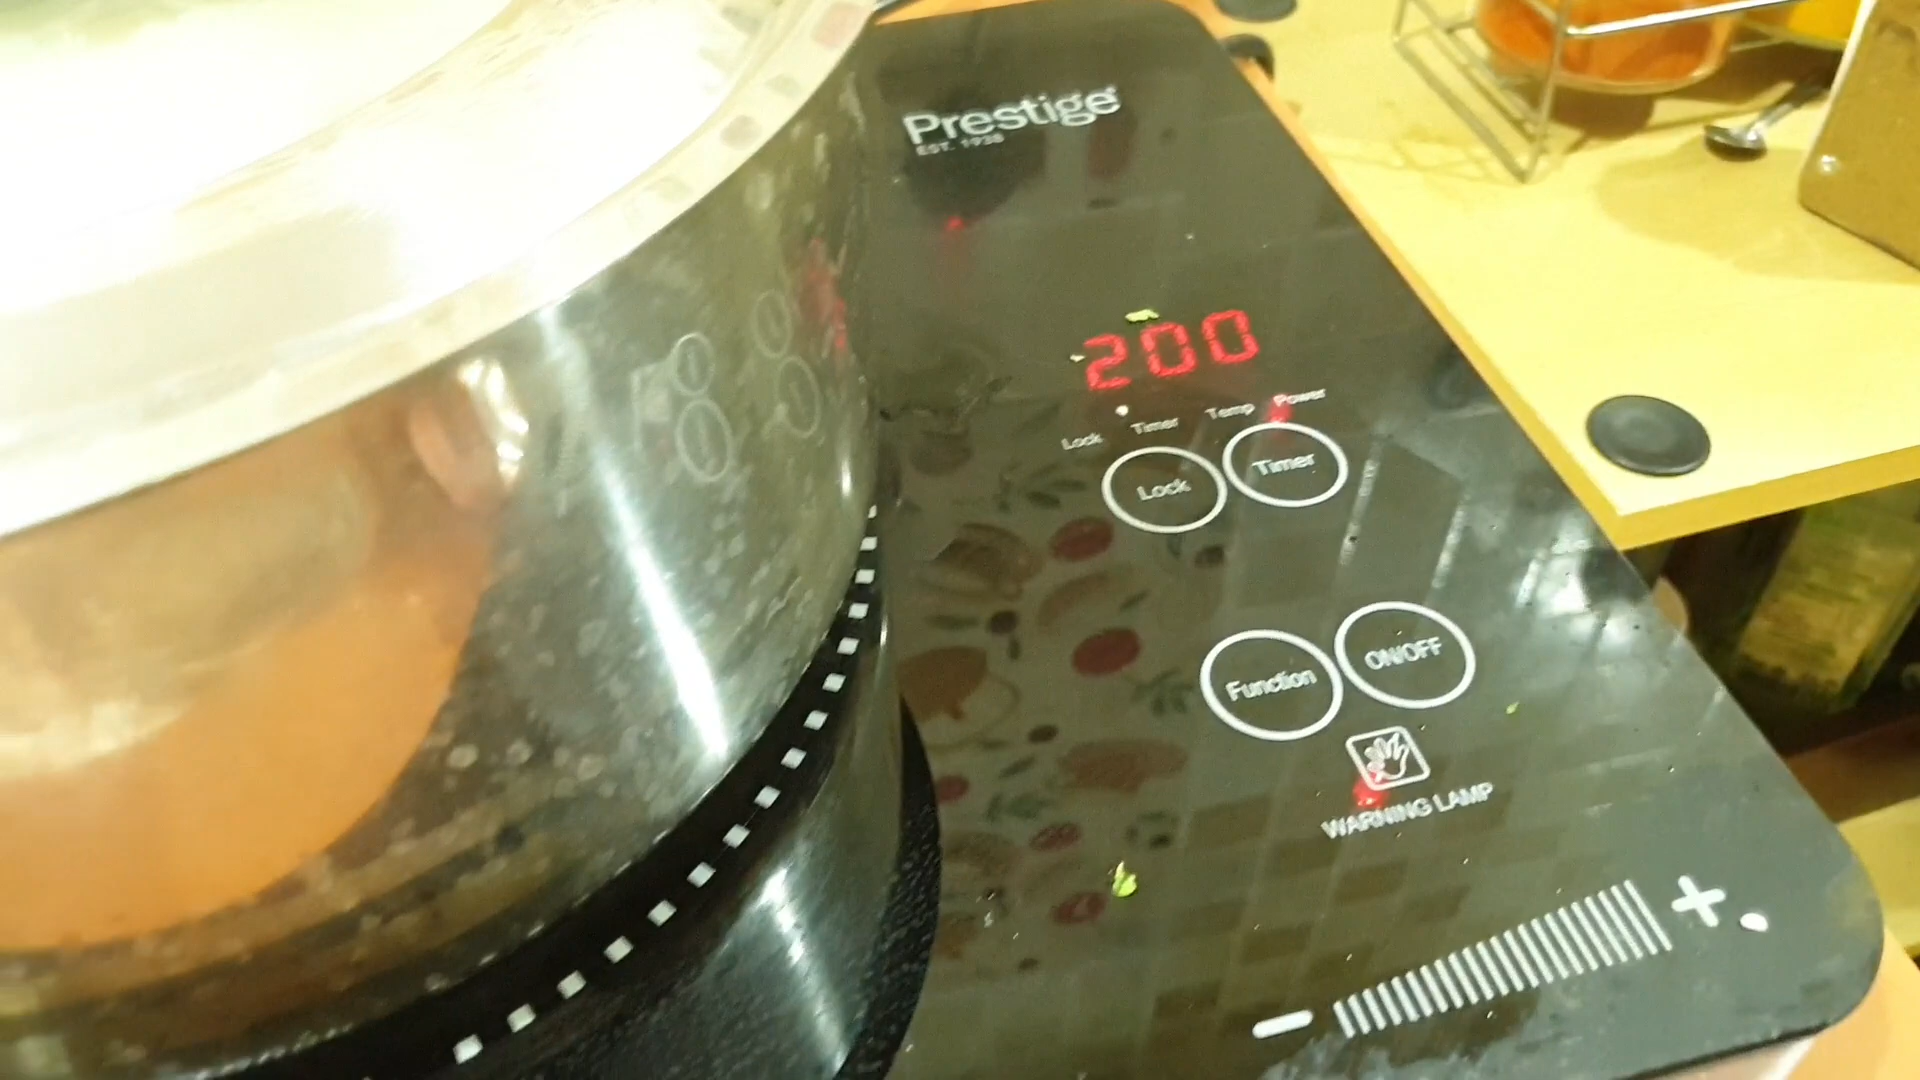 Prestige
EST. 1938
200
Lock Timer Temp Power
Lock Timer
Function ON/OFF
WARNING LAMP